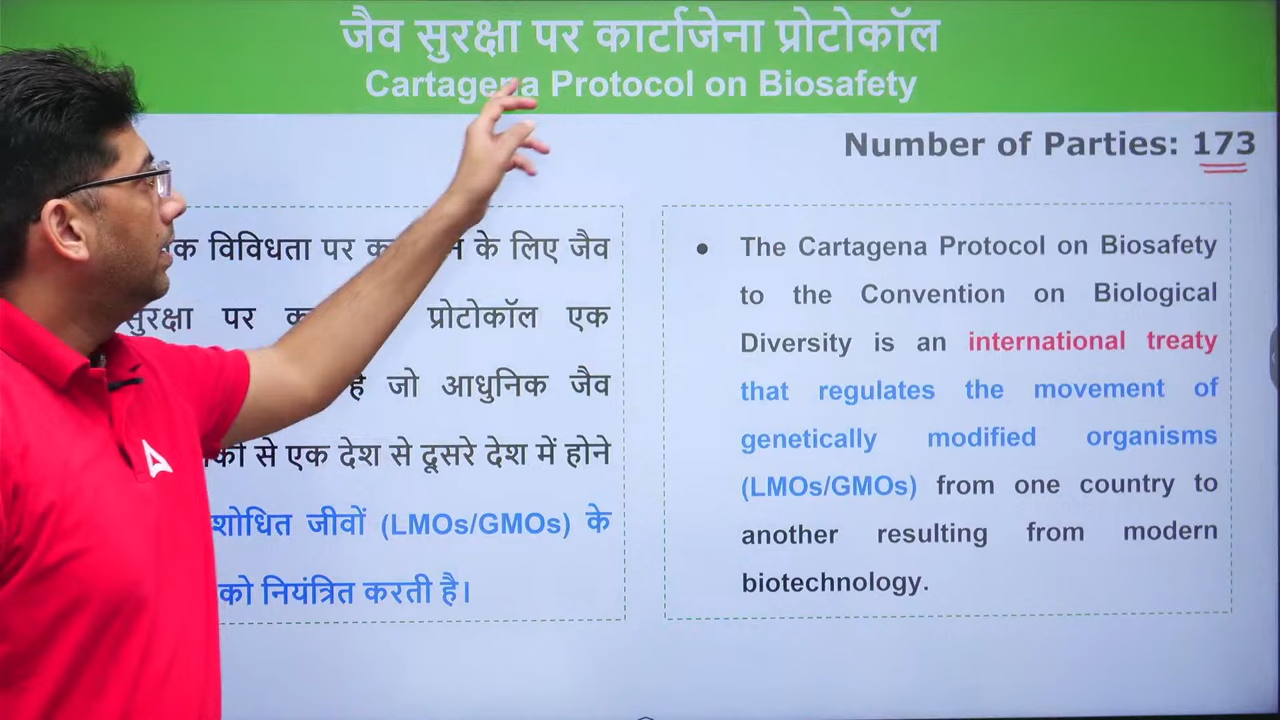 जैव सुरक्षा पर कार्टाजेना प्रोटोकॉल
Cartagena Protocol on Biosafety
Number of Parties: 173
विविधता पर के लिए जैव
सुरक्षा पर प्रोटोकॉल एक
है जो आधुनिक जैव
से एक देश से दूसरे देश में होने
जीवों (LMOs/GMOs) के
को नियंत्रित करती है।
• The Cartagena Protocol on Biosafety
to the Convention on Biological
Diversity is an international treaty
that regulates the movement of
genetically modified organisms
(LMOs/GMOs) from one country to
another resulting from modern
biotechnology.